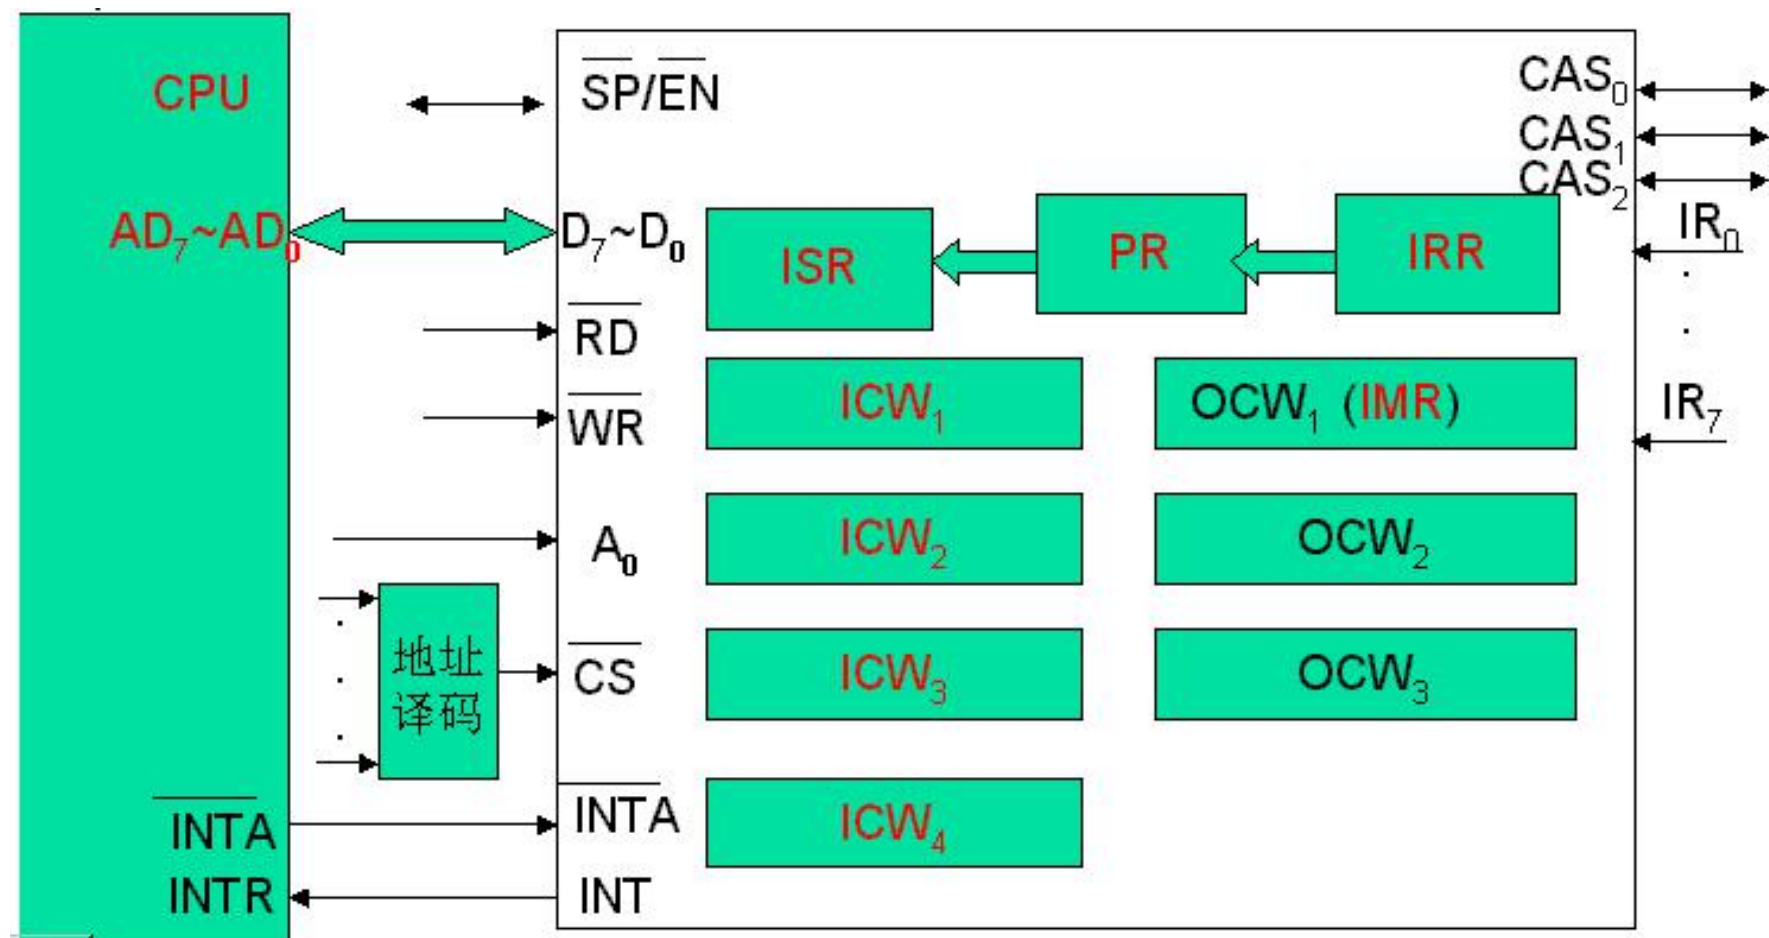 CPU
AD₇~AD₀
INTA
INTR
地址
译码
SP/EN
D₇~D₀
RD
WR
A₀
CS
INTA
INT
ISR
PR
IRR
ICW₁
OCW₁ (IMR)
ICW₂
OCW₂
ICW₃
OCW₃
ICW₄
CAS₀
CAS₁
CAS₂
IR₀
IR₇